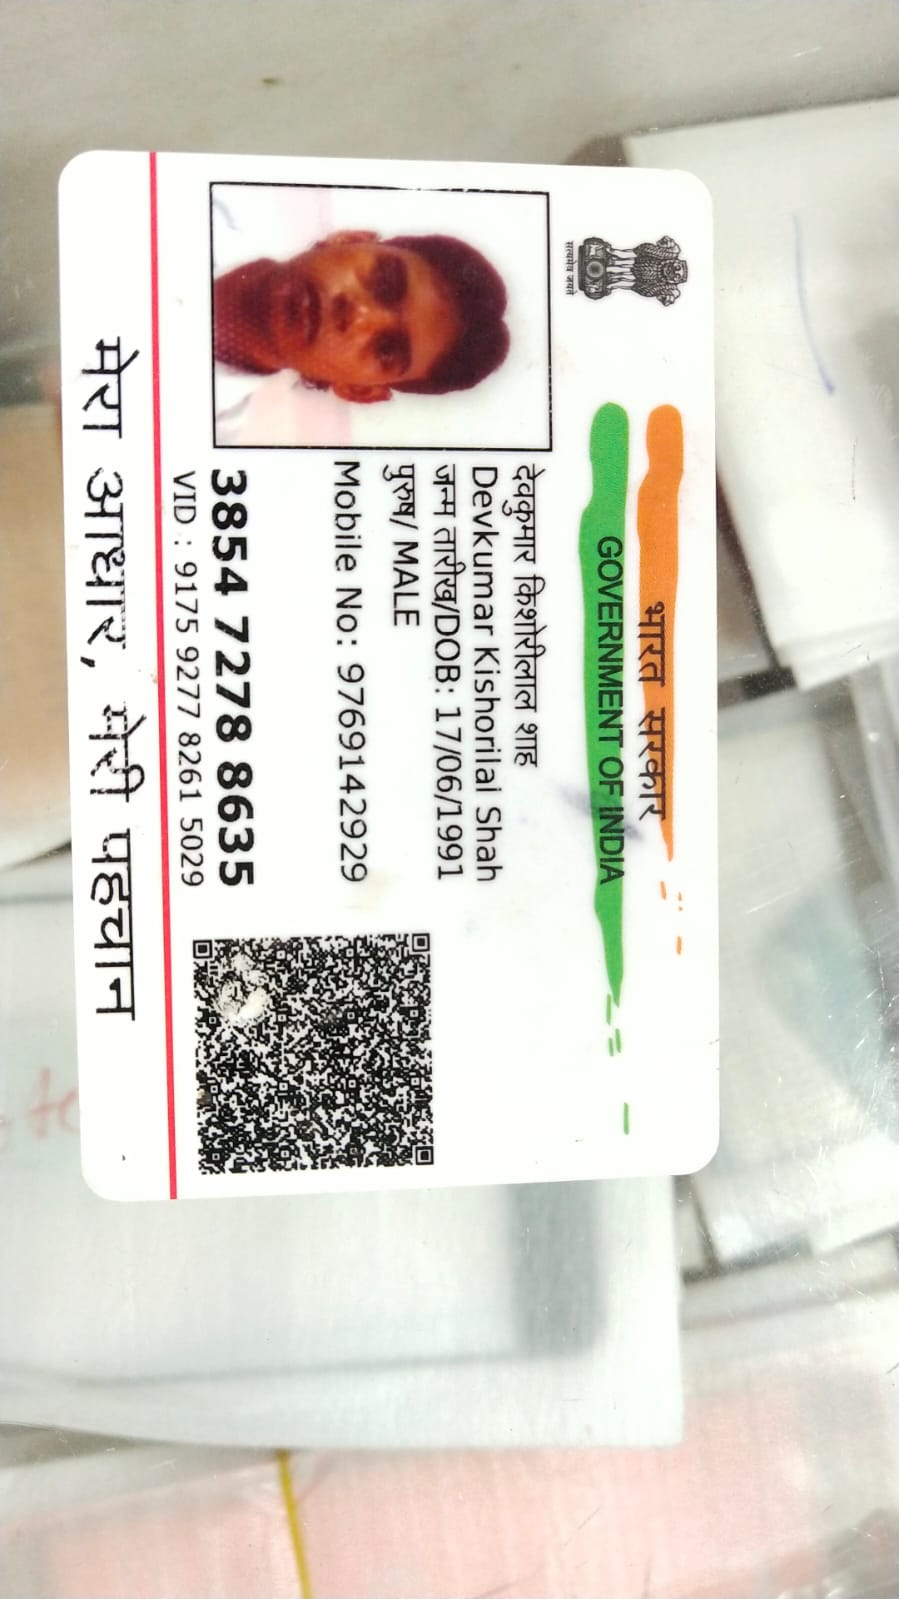 भारत सरकार
GOVERNMENT OF INDIA
सत्यमेव जयते
देवकुमार किशोरीलाल शाह
Devkumar Kishorilal Shah
जन्म तारीख/DOB: 17/06/1991
पुरुष/ MALE
Mobile No: 9769142929
3854 7278 8635
VID : 9175 9277 8261 5029
मेरा आधार, मेरी पहचान